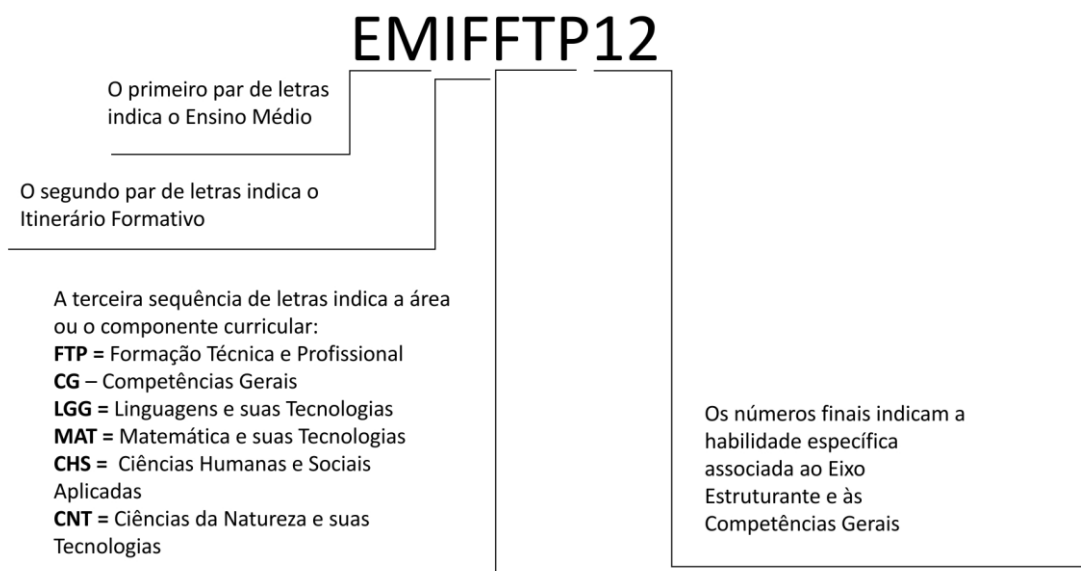 EMIFFTP12
O primeiro par de letras
indica o Ensino Médio
O segundo par de letras indica o
Itinerário Formativo
A terceira sequência de letras indica a área
ou o componente curricular:
FTP = Formação Técnica e Profissional
CG – Competências Gerais
LGG = Linguagens e suas Tecnologias
MAT = Matemática e suas Tecnologias
CHS = Ciências Humanas e Sociais
Aplicadas
CNT = Ciências da Natureza e suas
Tecnologias
Os números finais indicam a
habilidade específica
associada ao Eixo
Estruturante e às
Competências Gerais